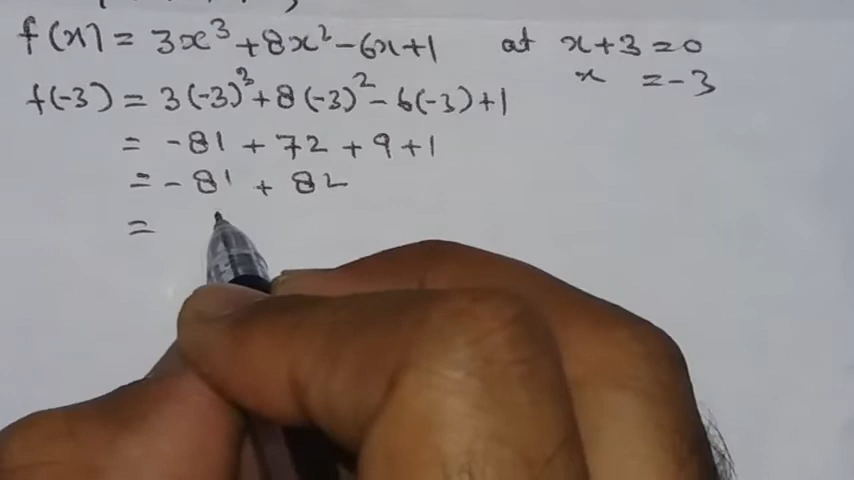 f(x) = 3x³ + 8x² - 6x + 1 at x + 3 = 0
x = -3
f(-3) = 3(-3)³ + 8(-3)² - 6(-3) + 1
= -81 + 72 + 9 + 1
= -81 + 82
=